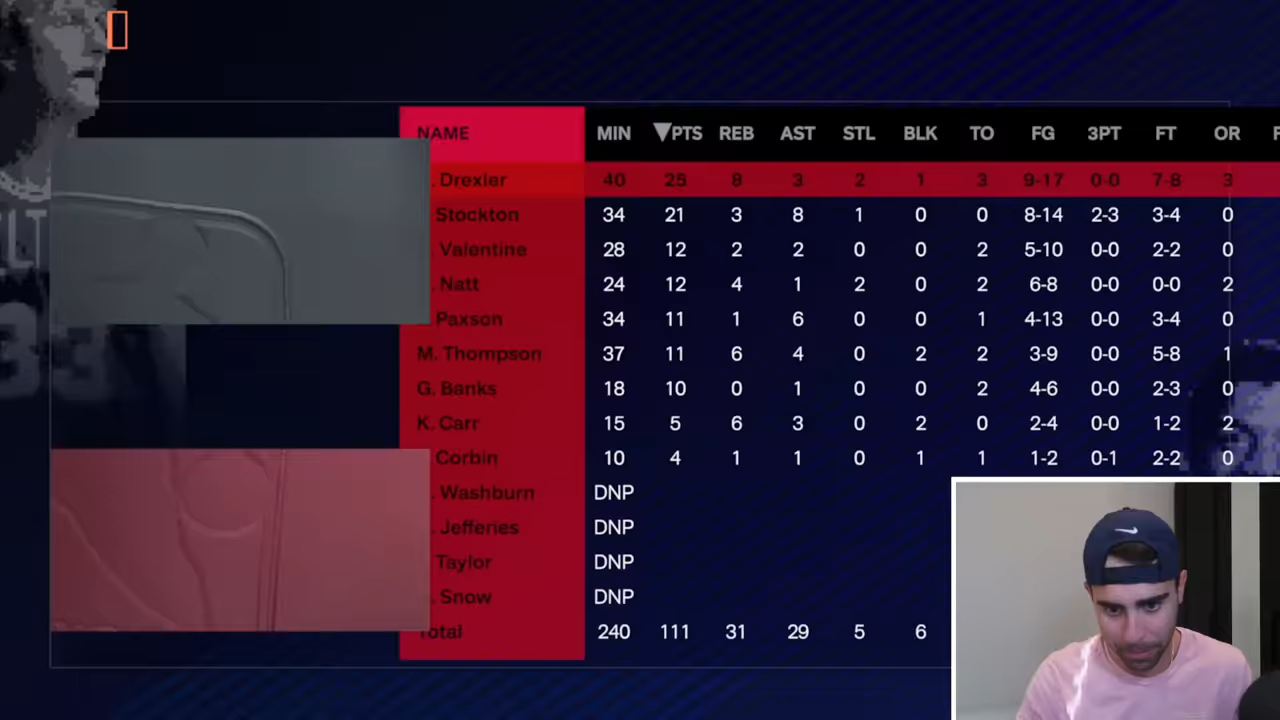 NAME MIN ▼PTS REB AST STL BLK TO FG 3PT FT OR
. Drexler 40 25 8 3 2 1 3 9-17 0-0 7-8 3
Stockton 34 21 3 8 1 0 0 8-14 2-3 3-4 0
Valentine 28 12 2 2 0 0 2 5-10 0-0 2-2 0
. Natt 24 12 4 1 2 0 2 6-8 0-0 0-0 2
Paxson 34 11 1 6 0 0 1 4-13 0-0 3-4 0
M. Thompson 37 11 6 4 0 2 2 3-9 0-0 5-8 1
G. Banks 18 10 0 1 0 0 2 4-6 0-0 2-3 0
K. Carr 15 5 6 3 0 2 0 2-4 0-0 1-2 2
Corbin 10 4 1 1 0 1 1 1-2 0-1 2-2 0
. Washburn DNP
. Jefferies DNP
Taylor DNP
. Snow DNP
Total 240 111 31 29 5 6
33